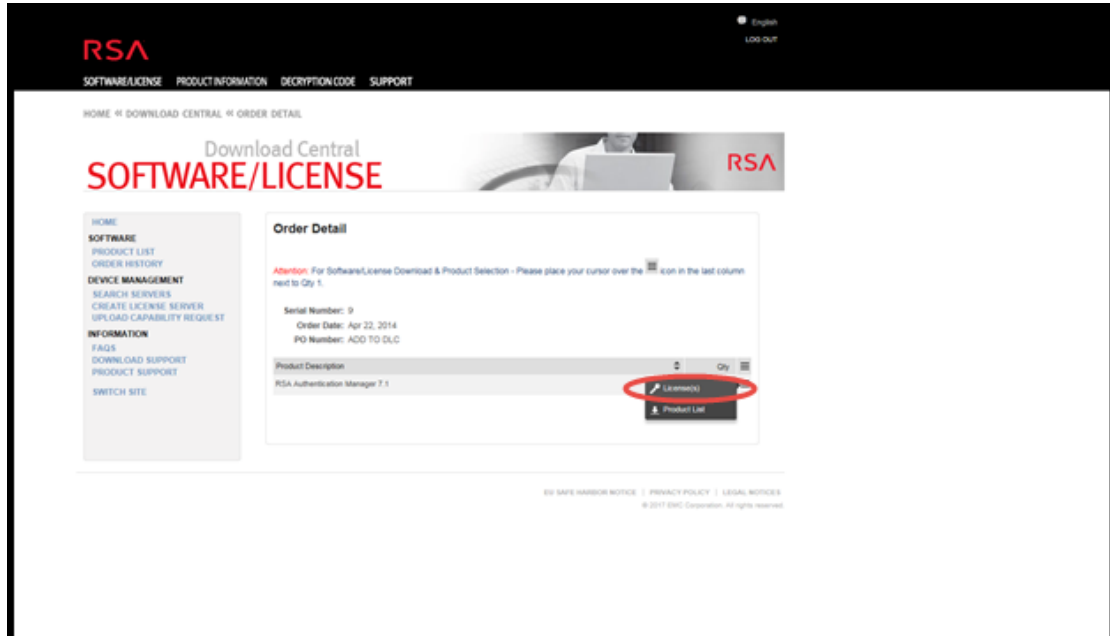 English
LOG OUT
RSA
SOFTWARE/LICENSE PRODUCT INFORMATION DECRYPTION CODE SUPPORT
HOME « DOWNLOAD CENTRAL « ORDER DETAIL
Download Central
SOFTWARE/LICENSE
RSA
HOME
SOFTWARE
PRODUCT LIST
ORDER HISTORY
DEVICE MANAGEMENT
SEARCH SERVERS
CREATE LICENSE SERVER
UPLOAD CAPABILITY REQUEST
INFORMATION
FAQS
DOWNLOAD SUPPORT
PRODUCT SUPPORT
SWITCH SITE
Order Detail
Attention: For Software/License Download & Product Selection - Please place your cursor over the icon in the last column
next to Qty 1.
Serial Number: 9
Order Date: Apr 22, 2014
PO Number: ADD TO DLC
Product Description Qty
RSA Authentication Manager 7.1
License(s)
Product List
EU SAFE HARBOR NOTICE | PRIVACY POLICY | LEGAL NOTICES
© 2017 EMC Corporation. All rights reserved.